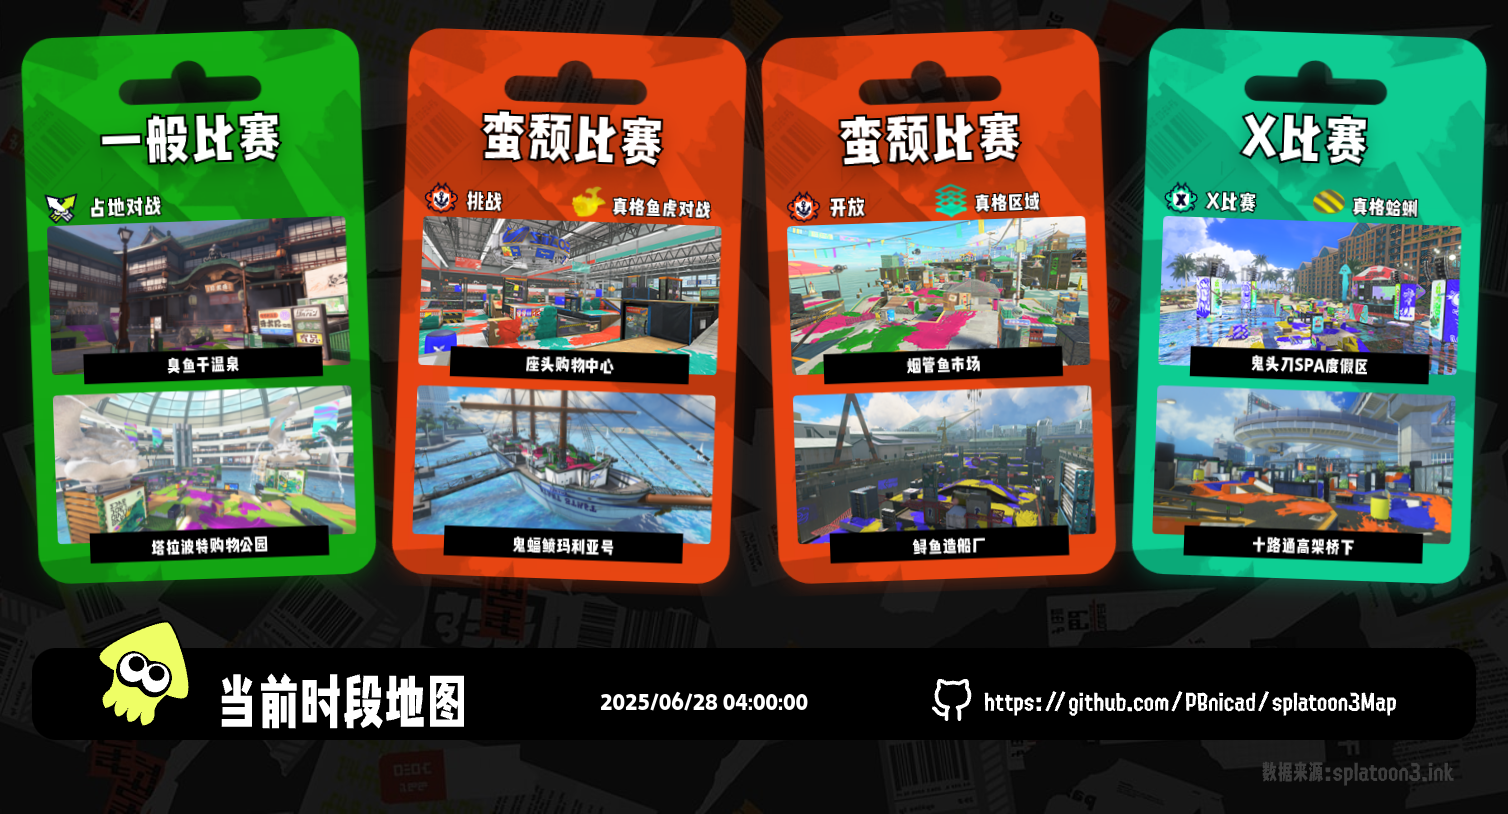 一般比赛
占地对战
臭鱼干温泉
塔拉波特购物公园
蛮颓比赛
挑战
真格鱼虎对战
座头购物中心
鬼蝠鲼玛利亚号
蛮颓比赛
开放
真格区域
烟管鱼市场
鲟鱼造船厂
X比赛
X比赛
真格蛤蜊
鬼头刀SPA度假区
十路通高架桥下
当前时段地图
2025/06/28 04:00:00
https://github.com/PBnicad/splatoon3Map
数据来源:splatoon3.ink